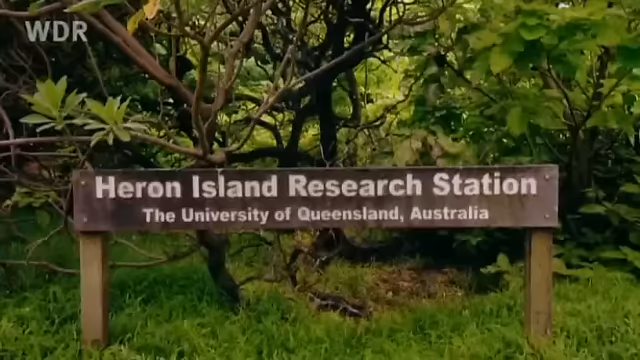 WDR
Heron Island Research Station
The University of Queensland, Australia